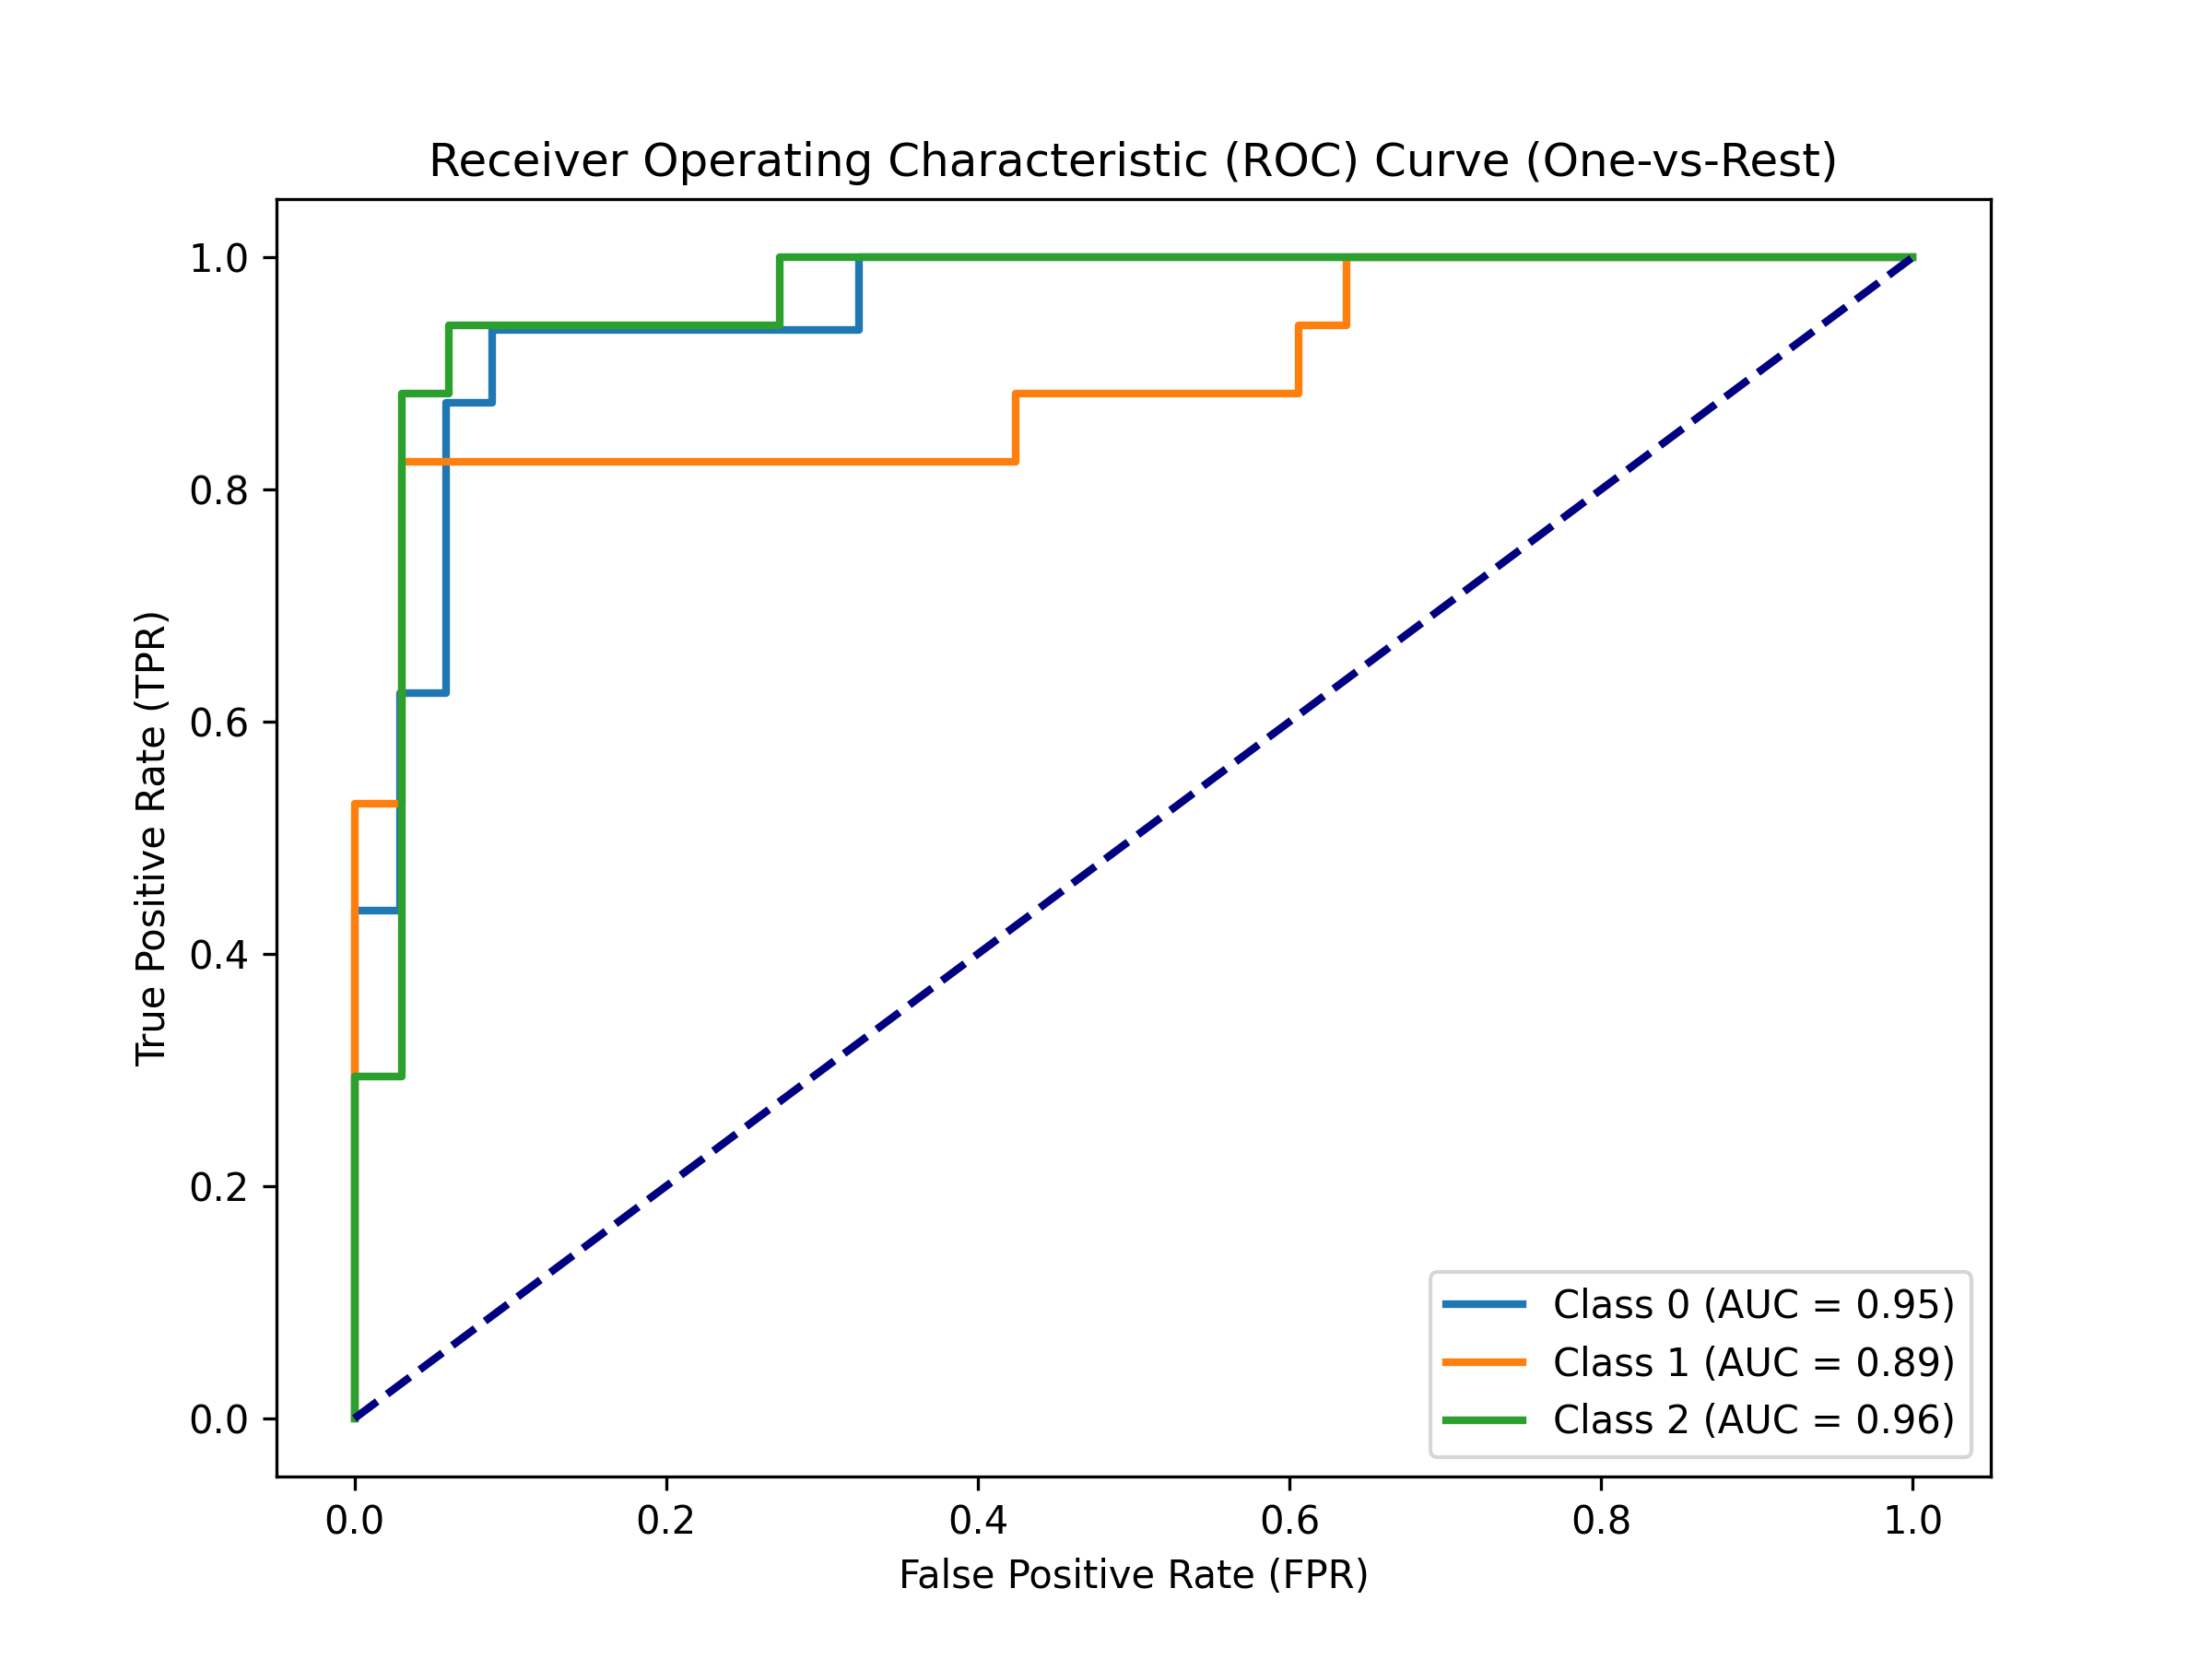 Receiver Operating Characteristic (ROC) Curve (One-vs-Rest)
1.0
0.8
0.6
0.4
0.2
0.0
True Positive Rate (TPR)
0.0 0.2 0.4 0.6 0.8 1.0
False Positive Rate (FPR)
Class 0 (AUC = 0.95)
Class 1 (AUC = 0.89)
Class 2 (AUC = 0.96)